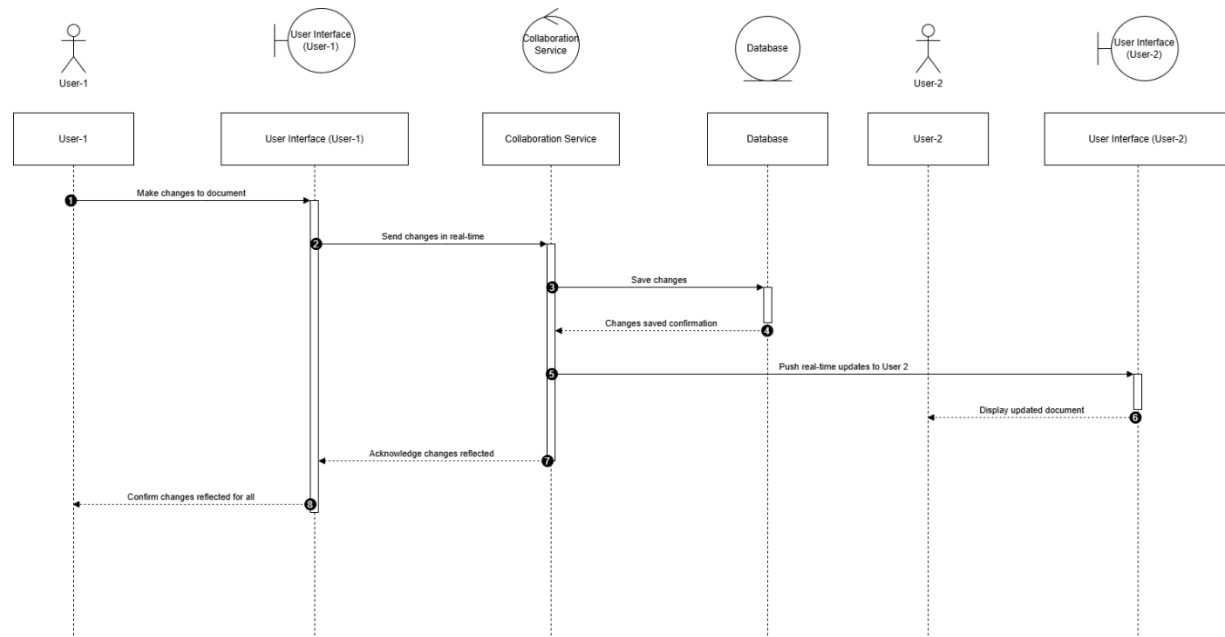 User Interface
(User-1)
Collaboration
Service
Database
User Interface
(User-2)
User-1
User-2
User-1
User Interface (User-1)
Collaboration Service
Database
User-2
User Interface (User-2)
1
Make changes to document
2
Send changes in real-time
3
Save changes
Changes saved confirmation
4
5
Push real-time updates to User 2
Display updated document
6
Acknowledge changes reflected
7
Confirm changes reflected for all
8